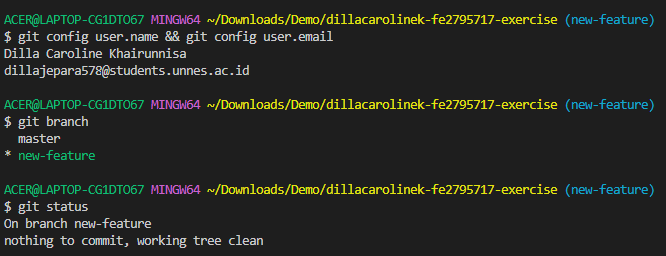 ACER@LAPTOP-CG1DTO67 MINGW64 ~/Downloads/Demo/dillacarolinek-fe2795717-exercise (new-feature)
$ git config user.name && git config user.email
Dilla Caroline Khairunnisa
dillajepara578@students.unnes.ac.id
ACER@LAPTOP-CG1DTO67 MINGW64 ~/Downloads/Demo/dillacarolinek-fe2795717-exercise (new-feature)
$ git branch
  master
* new-feature
ACER@LAPTOP-CG1DTO67 MINGW64 ~/Downloads/Demo/dillacarolinek-fe2795717-exercise (new-feature)
$ git status
On branch new-feature
nothing to commit, working tree clean